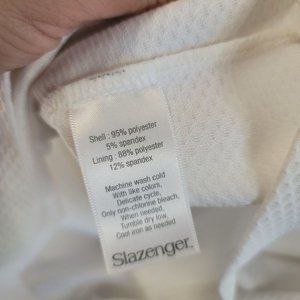 Shell : 95% polyester
5% spandex
Lining : 88% polyester
12% spandex
Machine wash cold
With like colors,
Delicate cycle,
Only non-chlorine bleach,
When needed,
Tumble dry low,
Cool iron as needed
Slazenger